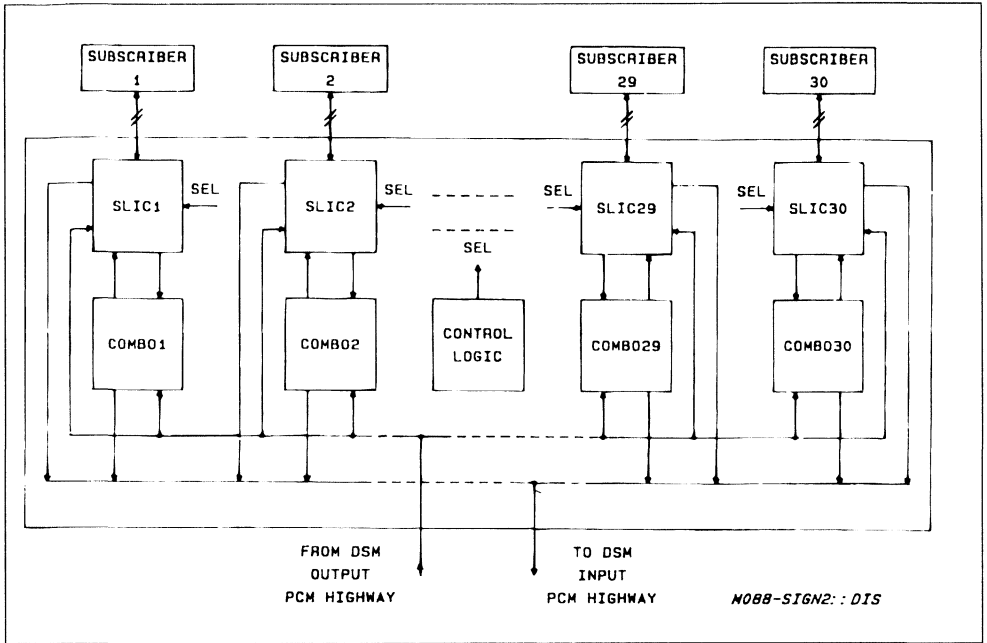 SUBSCRIBER
1
SUBSCRIBER
2
SUBSCRIBER
29
SUBSCRIBER
30
SLIC1
SEL
SLIC2
SEL
SEL
SLIC29
SEL
SLIC30
SEL
COMBO1
COMBO2
CONTROL
LOGIC
COMBO29
COMBO30
FROM DSM
OUTPUT
PCM HIGHWAY
TO DSM
INPUT
PCM HIGHWAY
M088-SIGN2::DIS